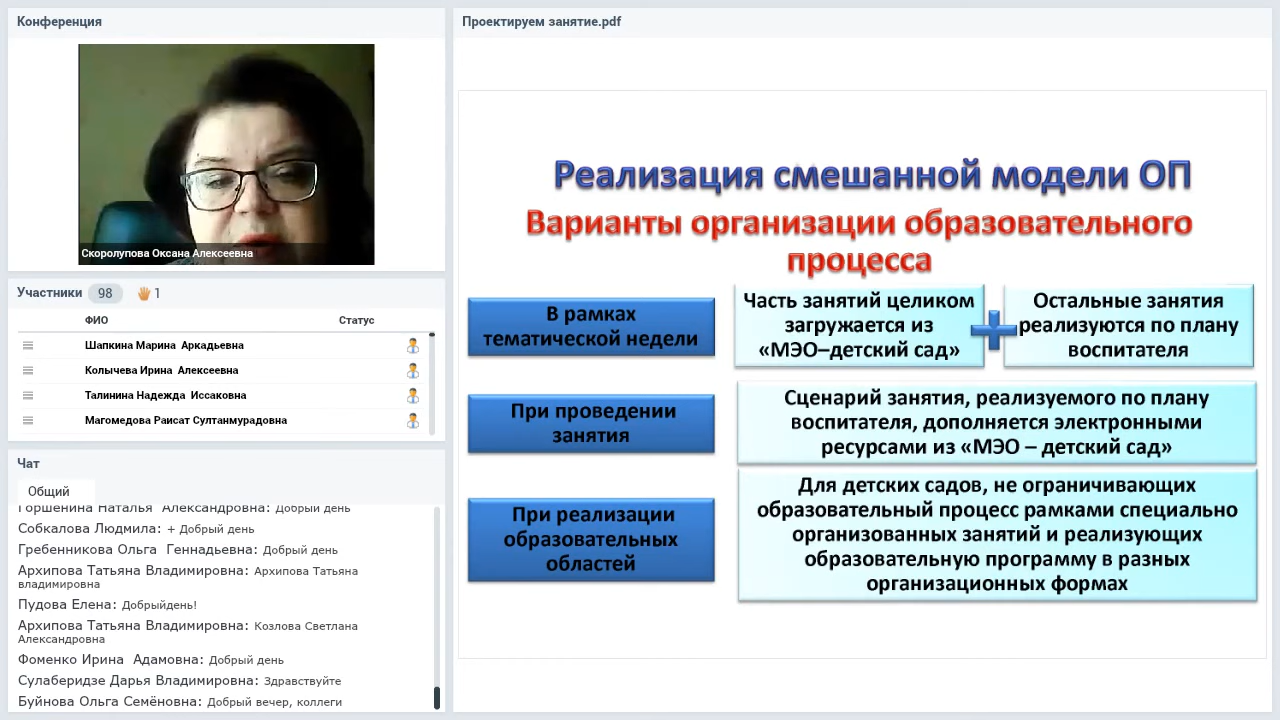 Конференция
Скоролупова Оксана Алексеевна
Участники 98 1
ФИО Статус
Шапкина Марина Аркадьевна
Колычева Ирина Алексеевна
Талинина Надежда Иссаковна
Магомедова Раисат Султанмурадовна
Чат
Общий
Горшенина Наталья Александровна: Добрый день
Собкалова Людмила: + Добрый день
Гребенникова Ольга Геннадьевна: Добрый день
Архипова Татьяна Владимировна: Архипова Татьяна
владимировна
Пудова Елена: Добрыйдень!
Архипова Татьяна Владимировна: Козлова Светлана
Александровна
Фоменко Ирина Адамовна: Добрый день
Сулаберидзе Дарья Владимировна: Здравствуйте
Буйнова Ольга Семёновна: Добрый вечер, коллеги
Проектируем занятие.pdf
Реализация смешанной модели ОП
Варианты организации образовательного
процесса
В рамках
тематической недели
Часть занятий целиком
загружается из
«МЭО–детский сад»
Остальные занятия
реализуются по плану
воспитателя
При проведении
занятия
Сценарий занятия, реализуемого по плану
воспитателя, дополняется электронными
ресурсами из «МЭО – детский сад»
При реализации
образовательных
областей
Для детских садов, не ограничивающих
образовательный процесс рамками специально
организованных занятий и реализующих
образовательную программу в разных
организационных формах